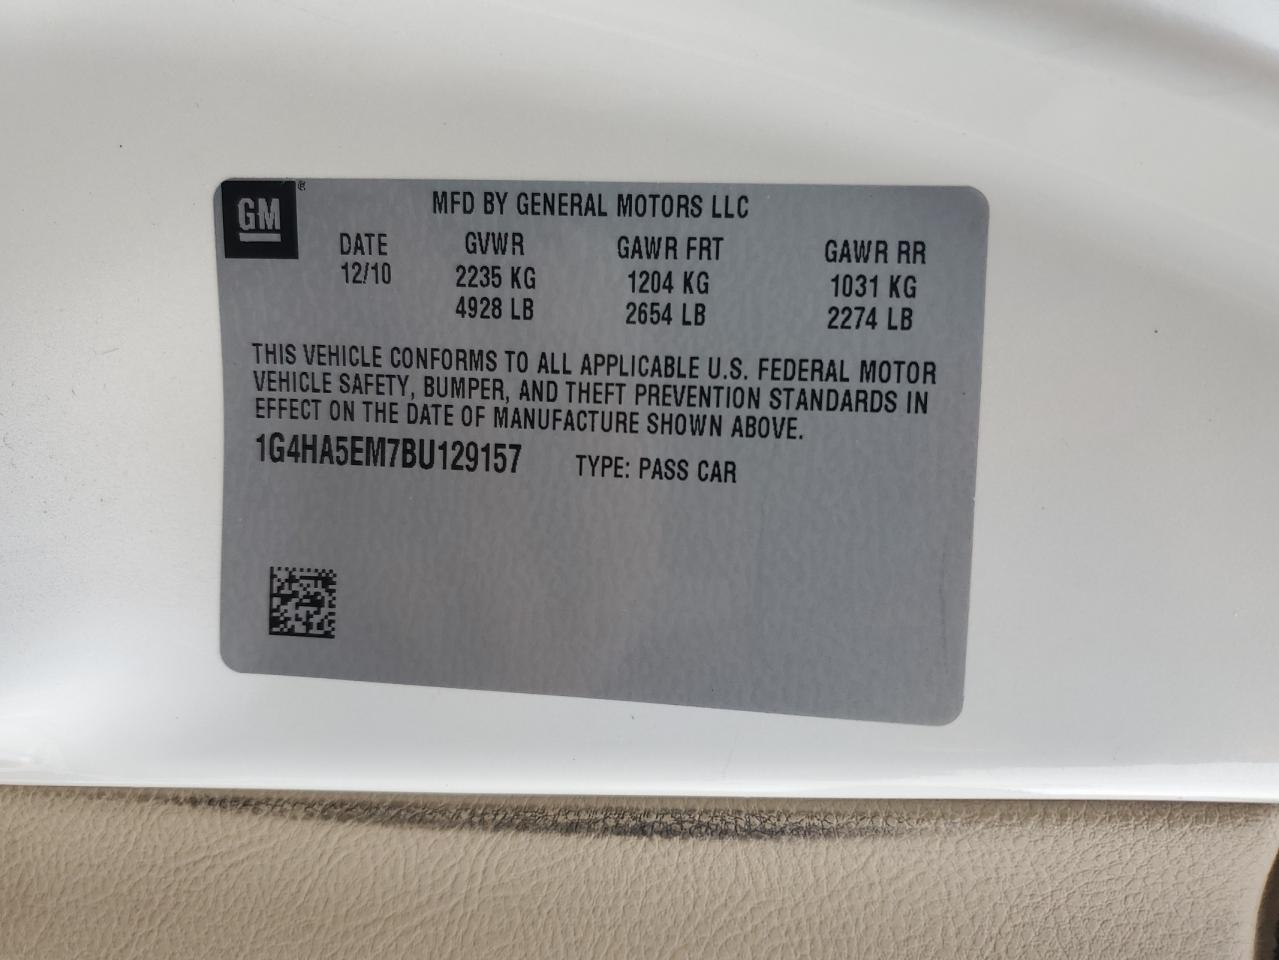 GM®
MFD BY GENERAL MOTORS LLC
DATE GVWR GAWR FRT GAWR RR
12/10 2235 KG 1204 KG 1031 KG
4928 LB 2654 LB 2274 LB
THIS VEHICLE CONFORMS TO ALL APPLICABLE U.S. FEDERAL MOTOR
VEHICLE SAFETY, BUMPER, AND THEFT PREVENTION STANDARDS IN
EFFECT ON THE DATE OF MANUFACTURE SHOWN ABOVE.
1G4HA5EM7BU129157 TYPE: PASS CAR